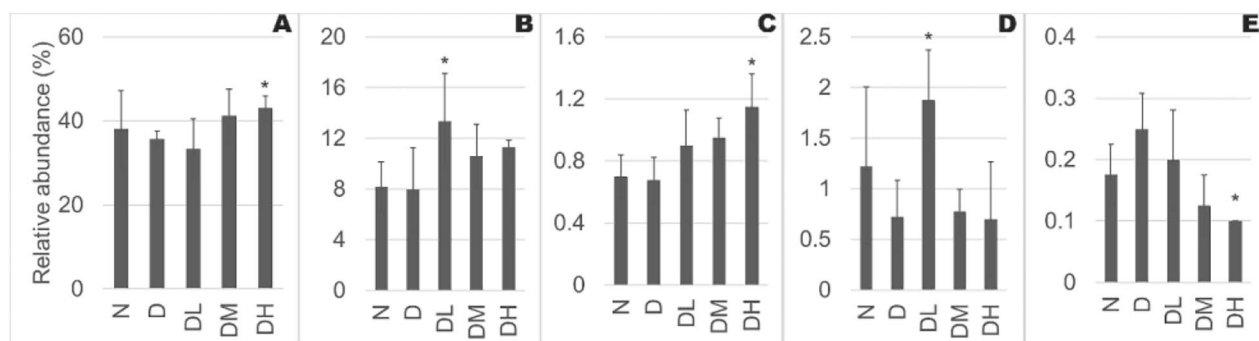 A
Relative abundance (%)
60
40
20
0
*
N D DL DM DH
B
20
16
12
8
4
0
*
N D DL DM DH
C
1.6
1.2
0.8
0.4
0
*
N D DL DM DH
D
2.5
2
1.5
1
0.5
0
*
N D DL DM DH
E
0.4
0.3
0.2
0.1
0
*
N D DL DM DH